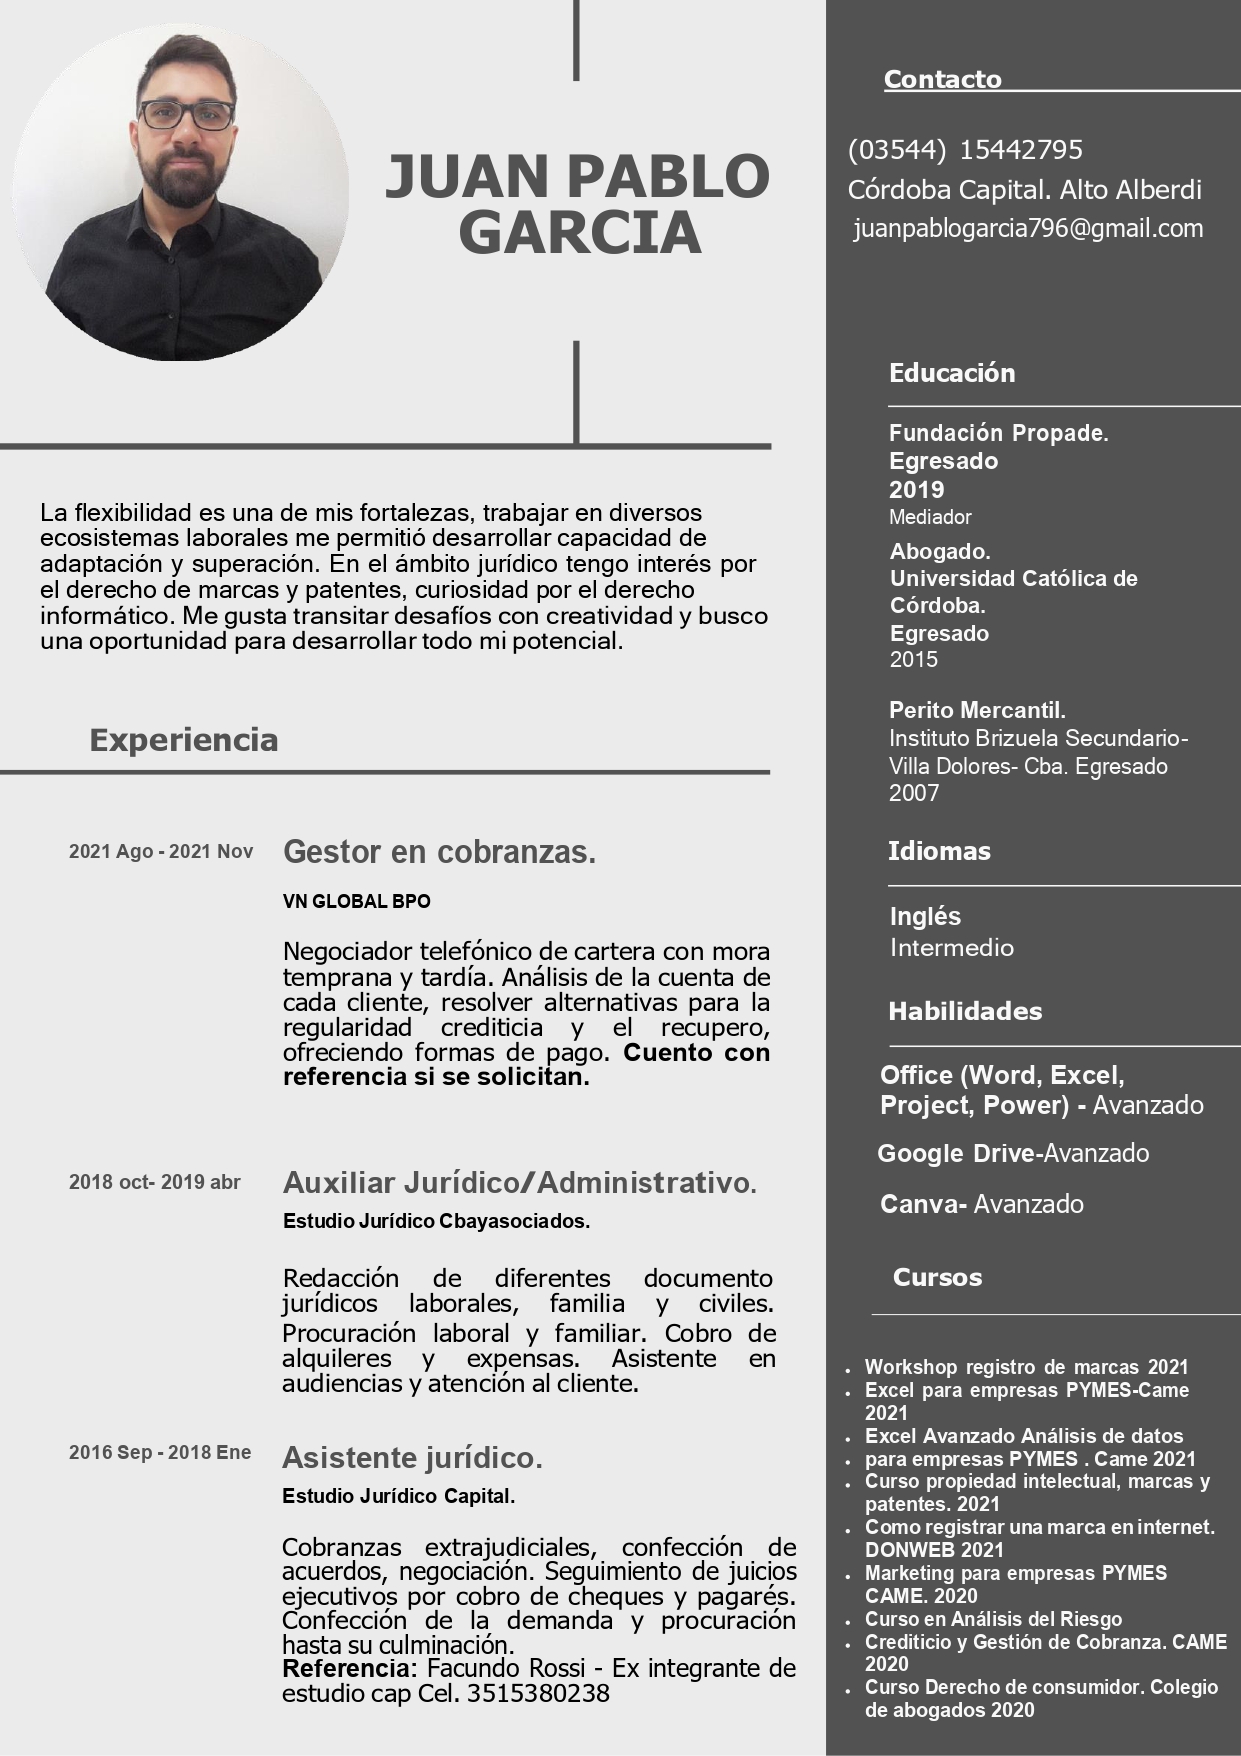 JUAN PABLO
GARCIA
La flexibilidad es una de mis fortalezas, trabajar en diversos
ecosistemas laborales me permitió desarrollar capacidad de
adaptación y superación. En el ámbito jurídico tengo interés por
el derecho de marcas y patentes, curiosidad por el derecho
informático. Me gusta transitar desafíos con creatividad y busco
una oportunidad para desarrollar todo mi potencial.
Experiencia
2021 Ago - 2021 Nov
Gestor en cobranzas.
VN GLOBAL BPO
Negociador telefónico de cartera con mora
temprana y tardía. Análisis de la cuenta de
cada cliente, resolver alternativas para la
regularidad crediticia y el recupero,
ofreciendo formas de pago. Cuento con
referencia si se solicitan.
2018 oct- 2019 abr
Auxiliar Jurídico/Administrativo.
Estudio Jurídico Cbayasociados.
Redacción de diferentes documento
jurídicos laborales, familia y civiles.
Procuración laboral y familiar. Cobro de
alquileres y expensas. Asistente en
audiencias y atención al cliente.
2016 Sep - 2018 Ene
Asistente jurídico.
Estudio Jurídico Capital.
Cobranzas extrajudiciales, confección de
acuerdos, negociación. Seguimiento de juicios
ejecutivos por cobro de cheques y pagarés.
Confección de la demanda y procuración
hasta su culminación.
Referencia: Facundo Rossi - Ex integrante de
estudio cap Cel. 3515380238
Contacto
(03544) 15442795
Córdoba Capital. Alto Alberdi
juanpablogarcia796@gmail.com
Educación
Fundación Propade.
Egresado
2019
Mediador
Abogado.
Universidad Católica de
Córdoba.
Egresado
2015
Perito Mercantil.
Instituto Brizuela Secundario-
Villa Dolores- Cba. Egresado
2007
Idiomas
Inglés
Intermedio
Habilidades
Office (Word, Excel,
Project, Power) - Avanzado
Google Drive-Avanzado
Canva- Avanzado
Cursos
• Workshop registro de marcas 2021
• Excel para empresas PYMES-Came
2021
• Excel Avanzado Análisis de datos
• para empresas PYMES . Came 2021
• Curso propiedad intelectual, marcas y
patentes. 2021
• Como registrar una marca en internet.
DONWEB 2021
• Marketing para empresas PYMES
CAME. 2020
• Curso en Análisis del Riesgo
• Crediticio y Gestión de Cobranza. CAME
2020
• Curso Derecho de consumidor. Colegio
de abogados 2020